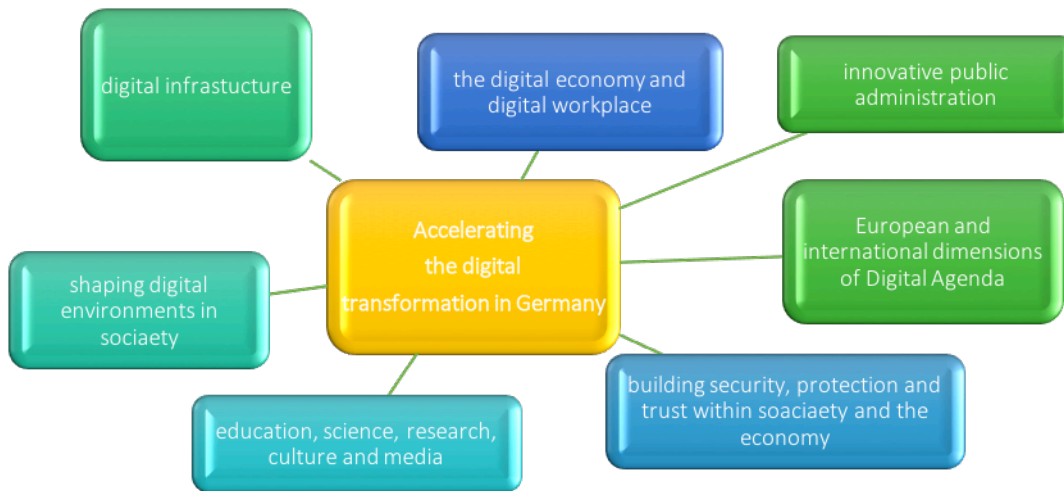 digital infrastucture
the digital economy and
digital workplace
innovative public
administration
Accelerating
the digital
transformation in Germany
European and
international dimensions
of Digital Agenda
shaping digital
environments in
sociaety
building security, protection and
trust within soaciaety and the
economy
education, science, research,
culture and media